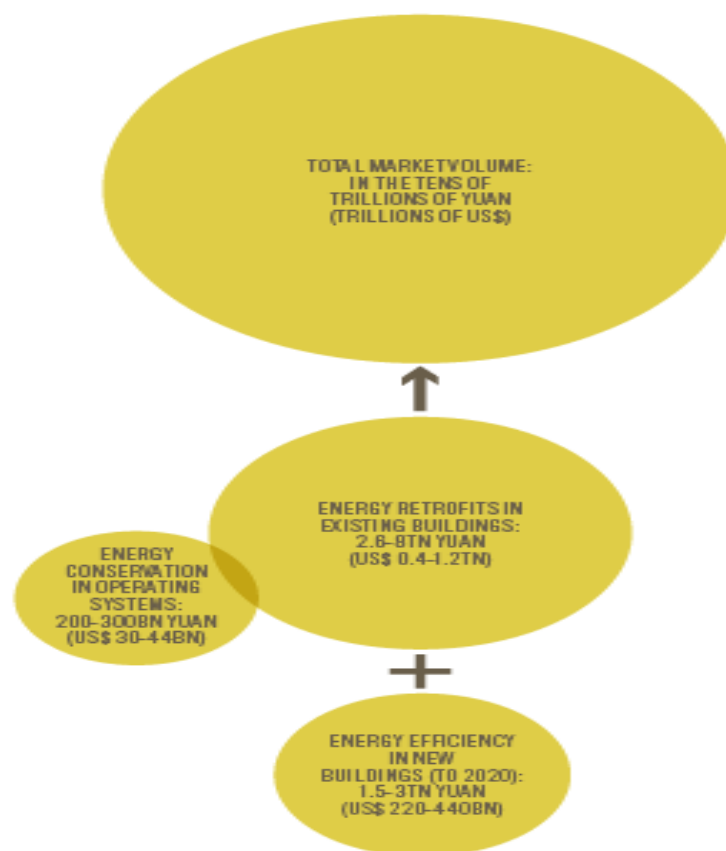 TOTAL MARKET VOLUME:
IN THE TENS OF
TRILLIONS OF YUAN
(TRILLIONS OF US$)
ENERGY RETROFITS IN
EXISTING BUILDINGS:
2.6-8TN YUAN
(US$ 0.4-1.2TN)
ENERGY
CONSERVATION
IN OPERATING
SYSTEMS:
200-300BN YUAN
(US$ 30-44BN)
ENERGY EFFICIENCY
IN NEW
BUILDINGS (TO 2020):
1.5-3TN YUAN
(US$ 220-440BN)